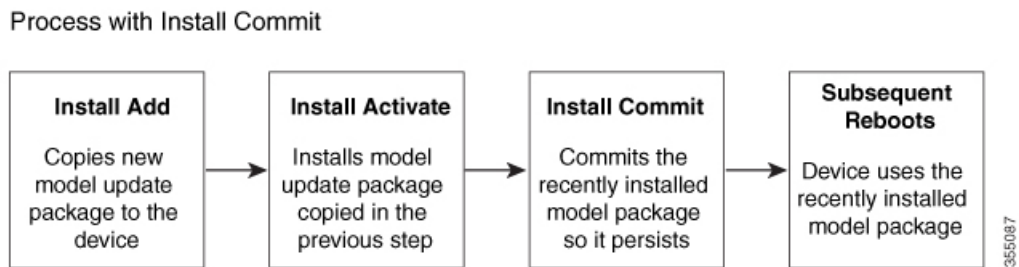 Process with Install Commit
Install Add
Copies new
model update
package to the
device
Install Activate
Installs model
update package
copied in the
previous step
Install Commit
Commits the
recently installed
model package
so it persists
Subsequent
Reboots
Device uses the
recently installed
model package
355087